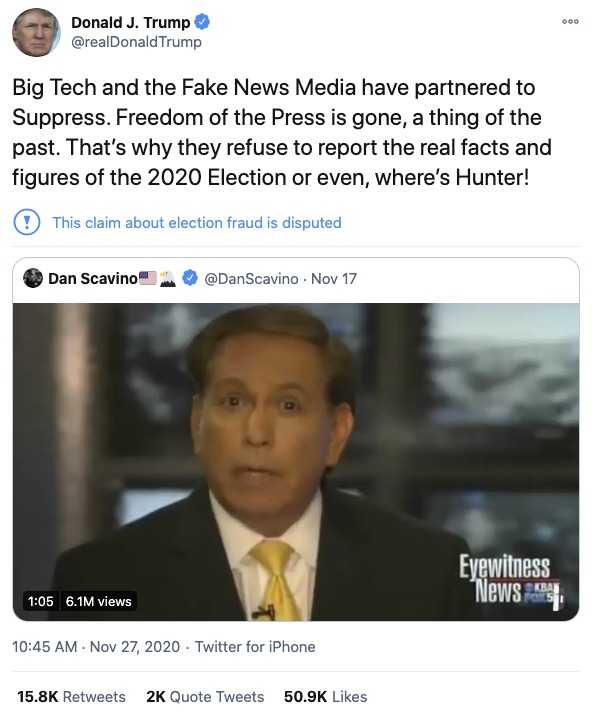 Donald J. Trump
@realDonaldTrump
Big Tech and the Fake News Media have partnered to
Suppress. Freedom of the Press is gone, a thing of the
past. That's why they refuse to report the real facts and
figures of the 2020 Election or even, where's Hunter!
This claim about election fraud is disputed
Dan Scavino @DanScavino · Nov 17
Eyewitness
News
1:05 6.1M views
10:45 AM · Nov 27, 2020 · Twitter for iPhone
15.8K Retweets 2K Quote Tweets 50.9K Likes